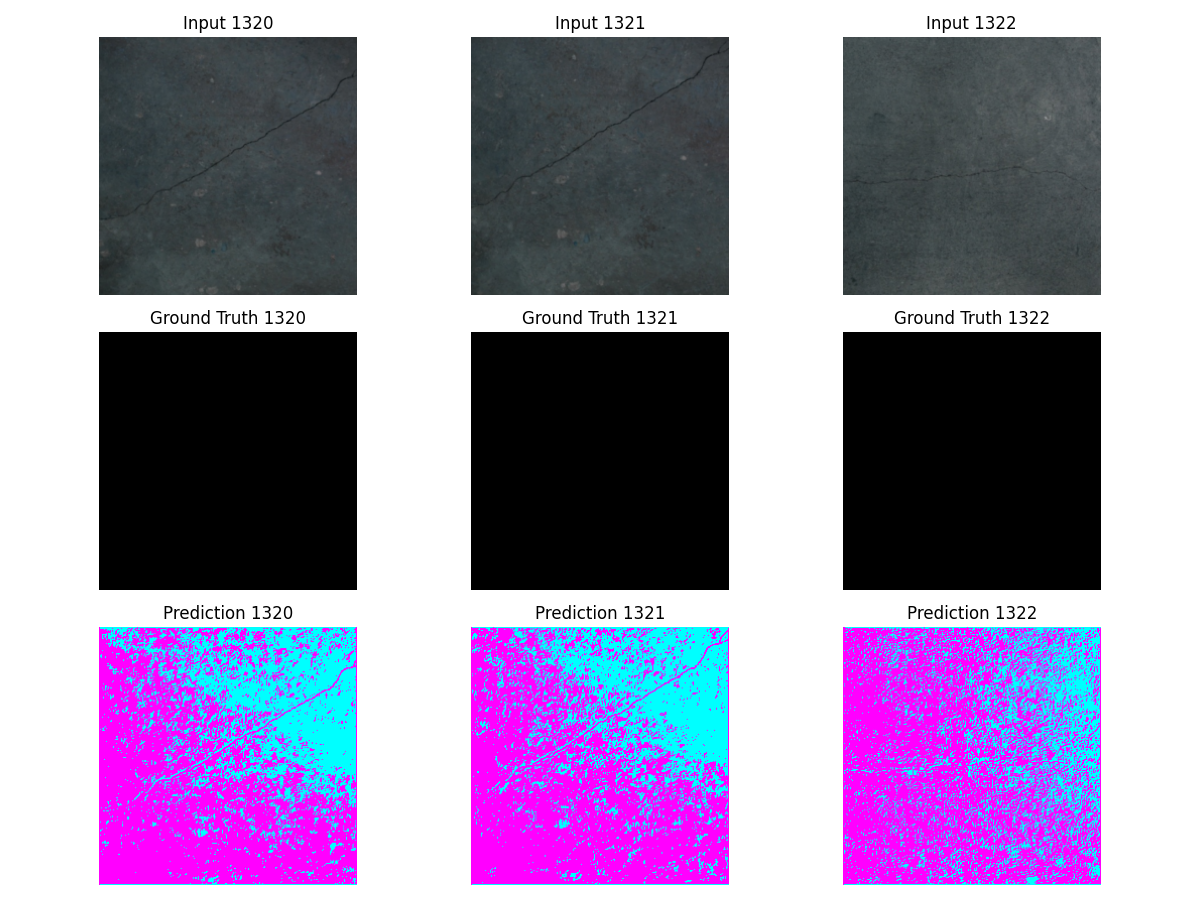 Input 1320
Input 1321
Input 1322
Ground Truth 1320
Ground Truth 1321
Ground Truth 1322
Prediction 1320
Prediction 1321
Prediction 1322